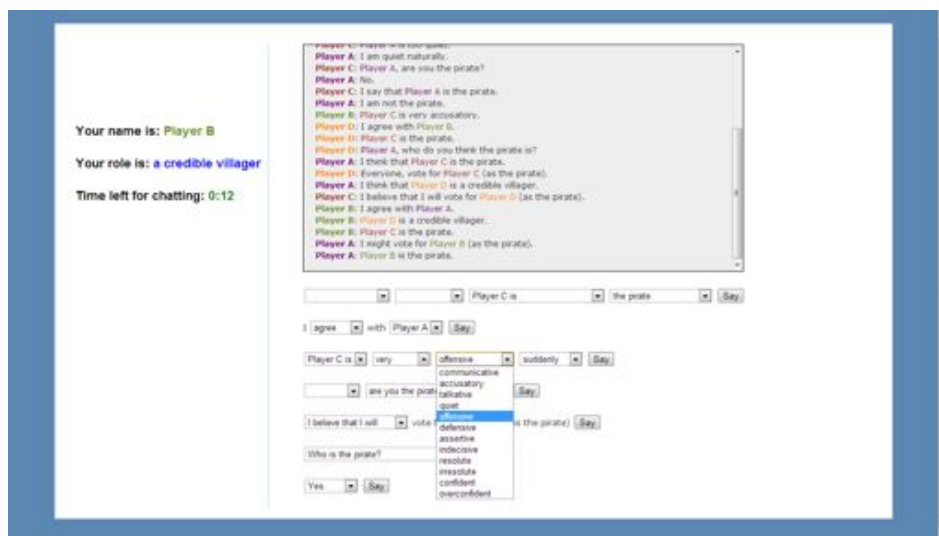 Player C: Player A is too quiet.
Player A: I am quiet naturally.
Player C: Player A, are you the pirate?
Player A: No.
Player C: I say that Player A is the pirate.
Player A: I am not the pirate.
Player B: Player C is very accusatory.
Player D: I agree with Player B.
Player D: Player C is the pirate.
Player D: Player A, who do you think the pirate is?
Player A: I think that Player C is the pirate.
Player D: Everyone, vote for Player C (as the pirate).
Player A: I think that Player D is a credible villager.
Player C: I believe that I will vote for Player D (as the pirate).
Player B: I agree with Player A.
Player B: Player D is a credible villager.
Player B: Player C is the pirate.
Player A: I might vote for Player B (as the pirate).
Player A: Player B is the pirate.
Your name is: Player B
Your role is: a credible villager
Time left for chatting: 0:12
Player C is the pirate Say
I agree with Player A Say
Player C is very offensive suddenly Say
communicative
accusatory
talkative
quiet
offensive
defensive
assertive
indecisive
resolute
irresolute
confident
overconfident
are you the pirate Say
I believe that I will vote s the pirate) Say
Who is the pirate?
Yes. Say